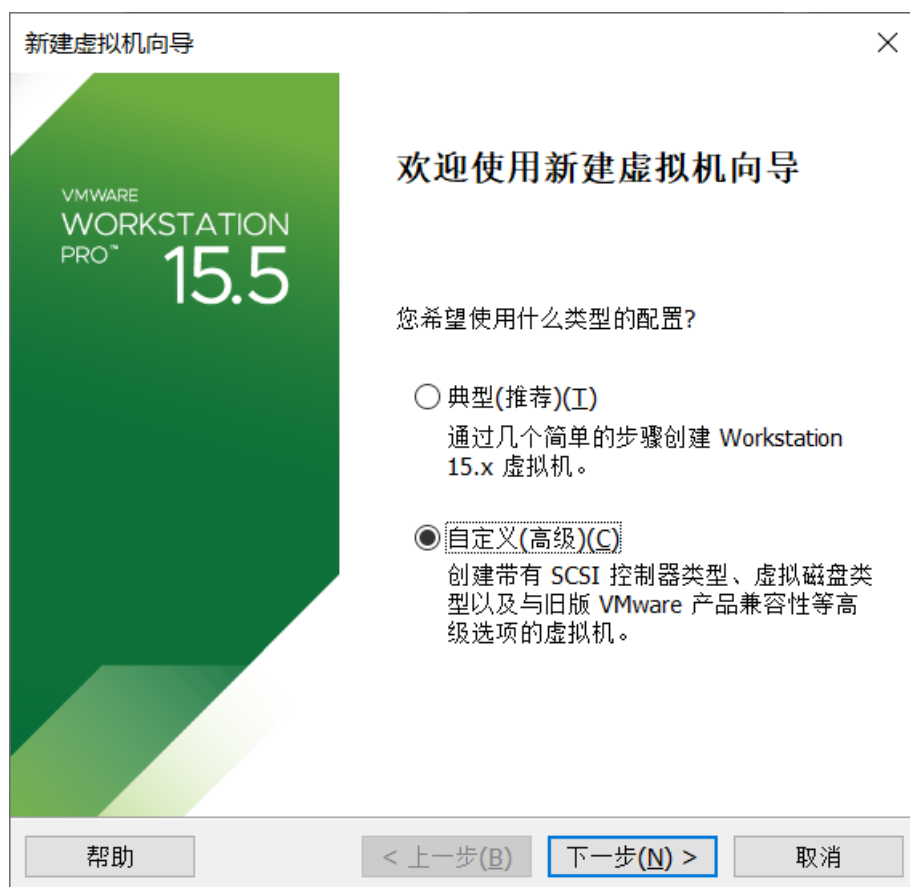 新建虚拟机向导
VMWARE
WORKSTATION
PRO™ 15.5
欢迎使用新建虚拟机向导
您希望使用什么类型的配置?
典型(推荐)(T)
通过几个简单的步骤创建 Workstation
15.x 虚拟机。
自定义(高级)(C)
创建带有 SCSI 控制器类型、虚拟磁盘类
型以及与旧版 VMware 产品兼容性等高
级选项的虚拟机。
帮助
< 上一步(B)
下一步(N) >
取消